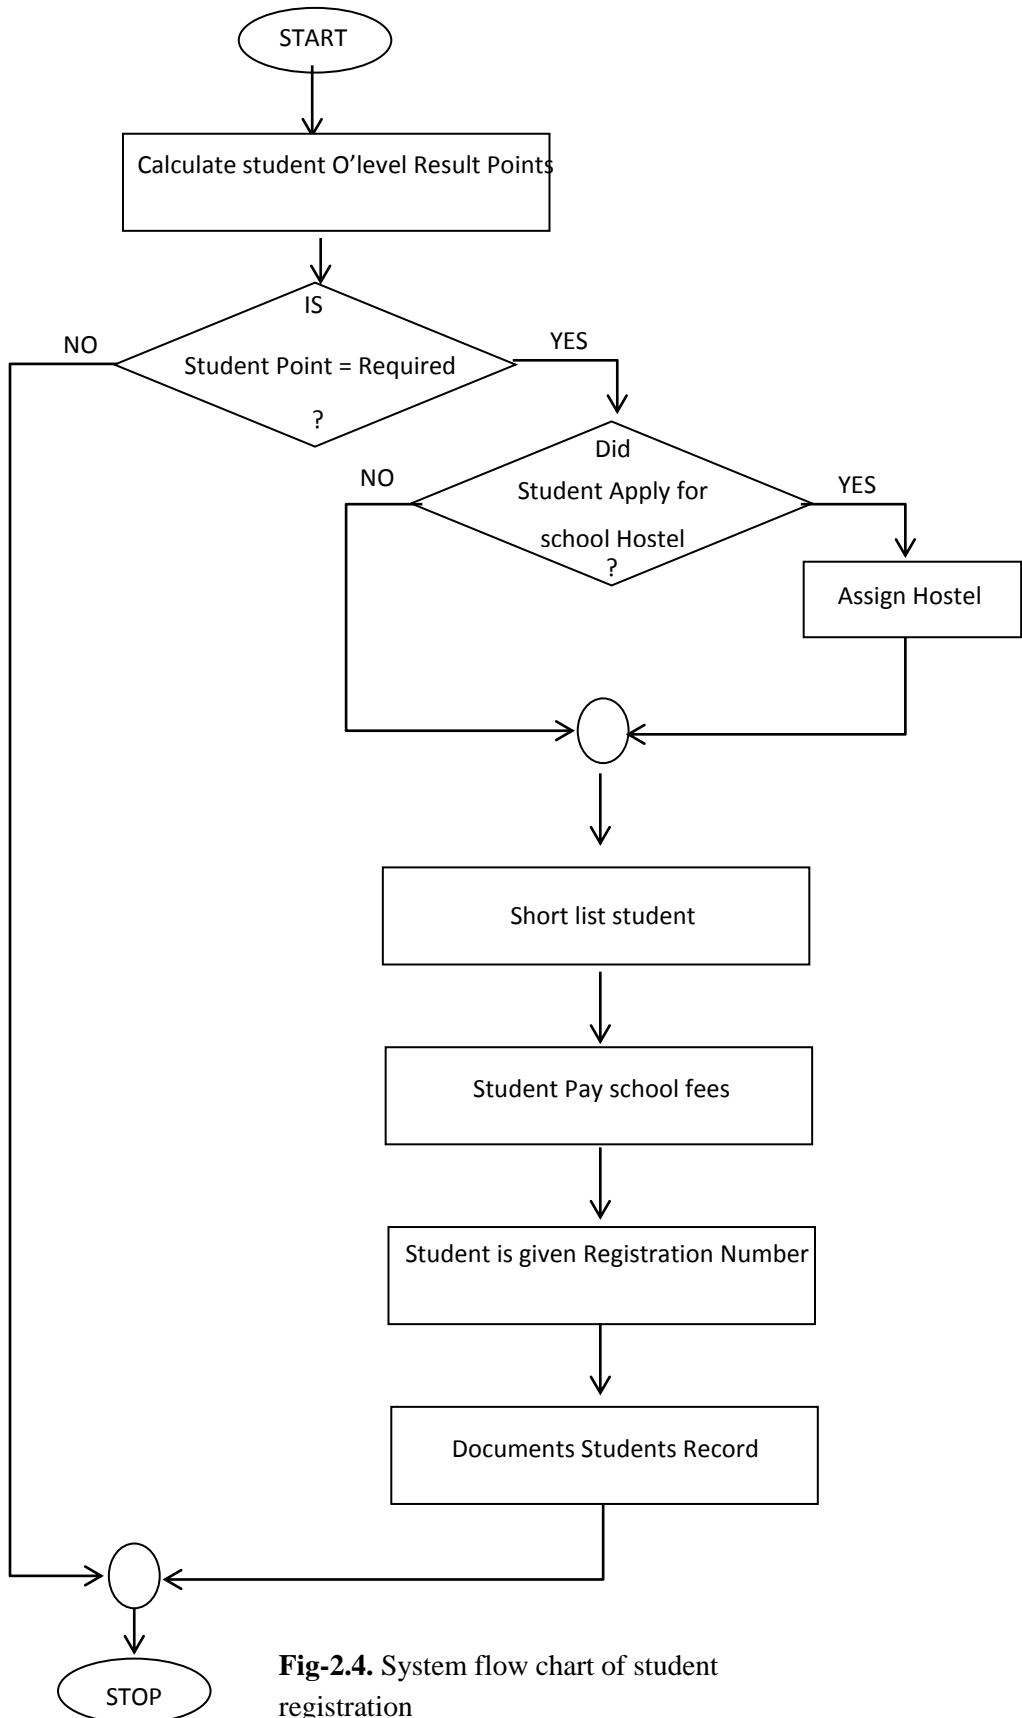 START
Calculate student O’level Result Points
IS
NO
YES
Student Point = Required
?
Did
NO
YES
Student Apply for
school Hostel
?
Assign Hostel
Short list student
Student Pay school fees
Student is given Registration Number
Documents Students Record
STOP
Fig-2.4. System flow chart of student
registration